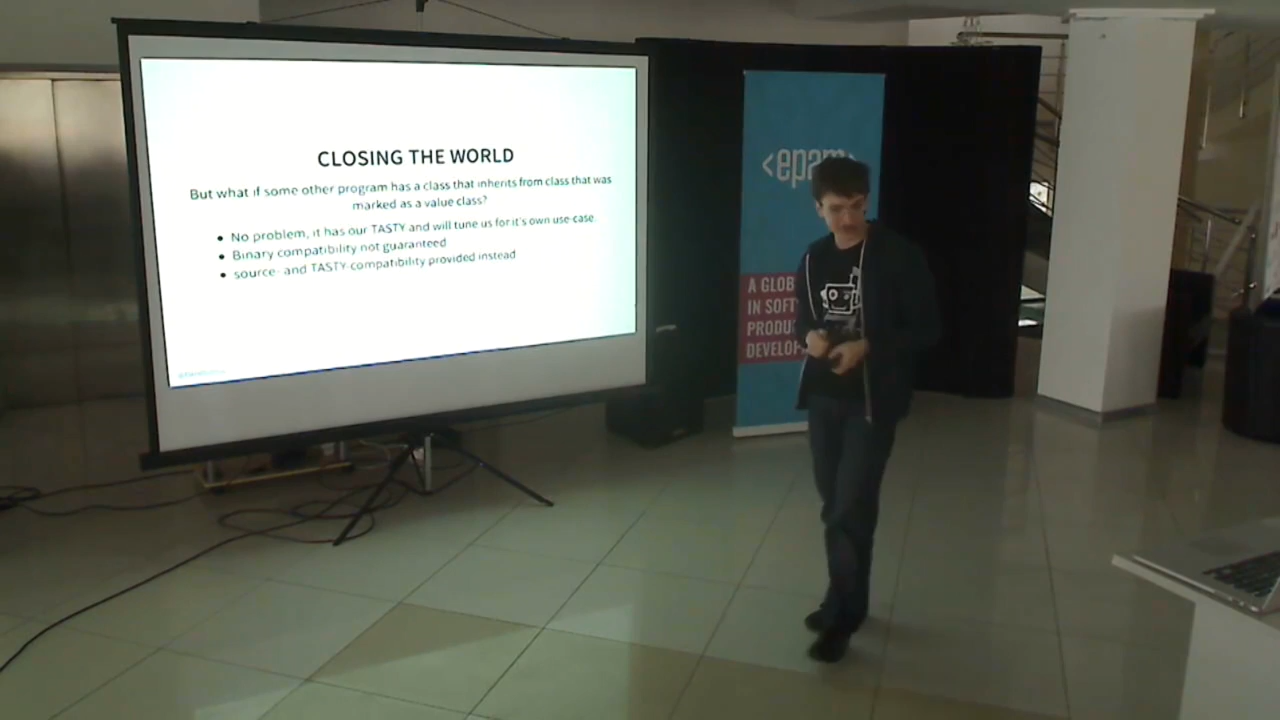 CLOSING THE WORLD
But what if some other program has a class that inherits from class that was
marked as a value class?
No problem, it has our TASTY and will tune us for it's own use-case.
Binary compatibility not guaranteed
source- and TASTY-compatibility provided instead
<epam>
A GLOB
IN SOFT
PRODU
DEVELOP